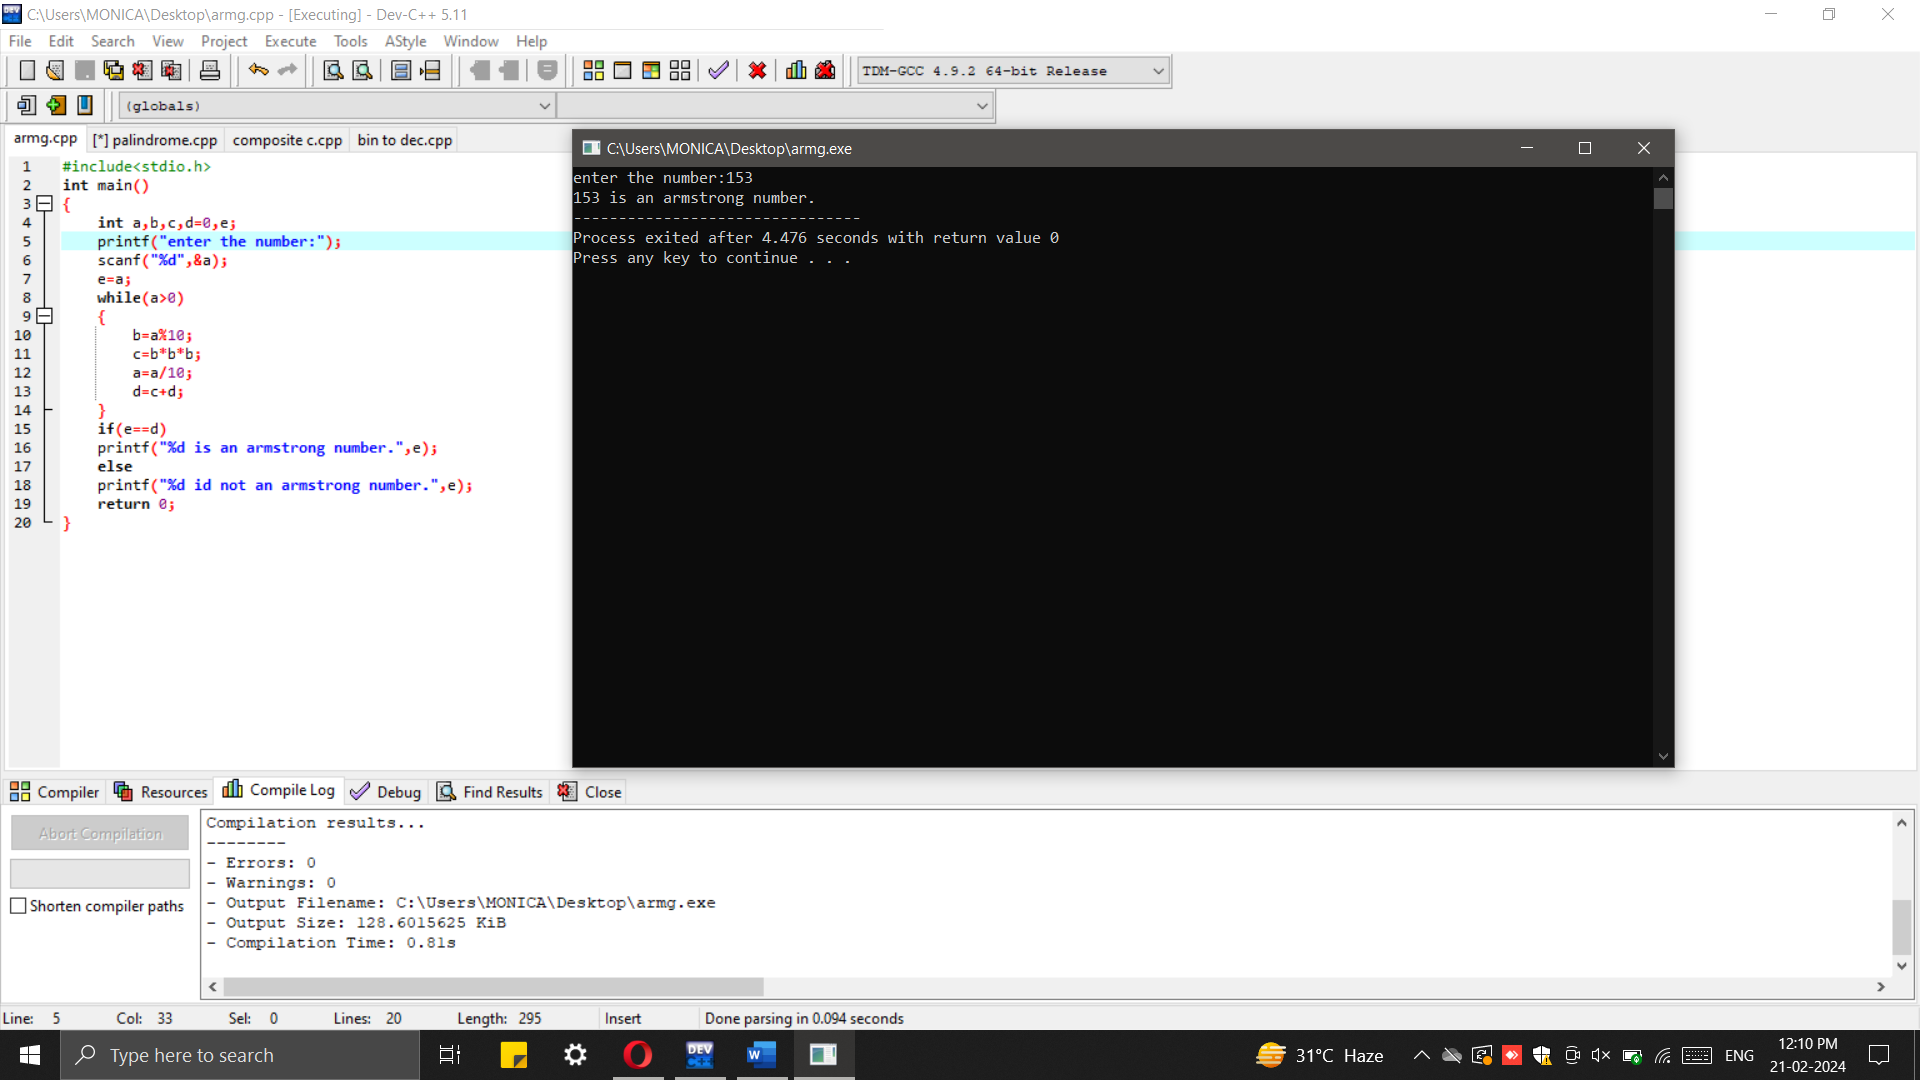 C:\Users\MONICA\Desktop\armg.cpp - [Executing] - Dev-C++ 5.11
File Edit Search View Project Execute Tools AStyle Window Help
TDM-GCC 4.9.2 64-bit Release
(globals)
armg.cpp [*] palindrome.cpp composite c.cpp bin to dec.cpp
1 #include<stdio.h>
2 int main()
3 {
4 int a,b,c,d=0,e;
5 printf("enter the number:");
6 scanf("%d",&a);
7 e=a;
8 while(a>0)
9 {
10 b=a%10;
11 c=b*b*b;
12 a=a/10;
13 d=c+d;
14 }
15 if(e==d)
16 printf("%d is an armstrong number.",e);
17 else
18 printf("%d id not an armstrong number.",e);
19 return 0;
20 }
C:\Users\MONICA\Desktop\armg.exe
enter the number:153
153 is an armstrong number.
--------------------------------
Process exited after 4.476 seconds with return value 0
Press any key to continue . . .
Compiler Resources Compile Log Debug Find Results Close
Abort Compilation
Shorten compiler paths
Compilation results...
--------
- Errors: 0
- Warnings: 0
- Output Filename: C:\Users\MONICA\Desktop\armg.exe
- Output Size: 128.6015625 KiB
- Compilation Time: 0.81s
Line: 5 Col: 33 Sel: 0 Lines: 20 Length: 295 Insert Done parsing in 0.094 seconds
Type here to search
DEV
W
31°C Haze
ENG
12:10 PM
21-02-2024